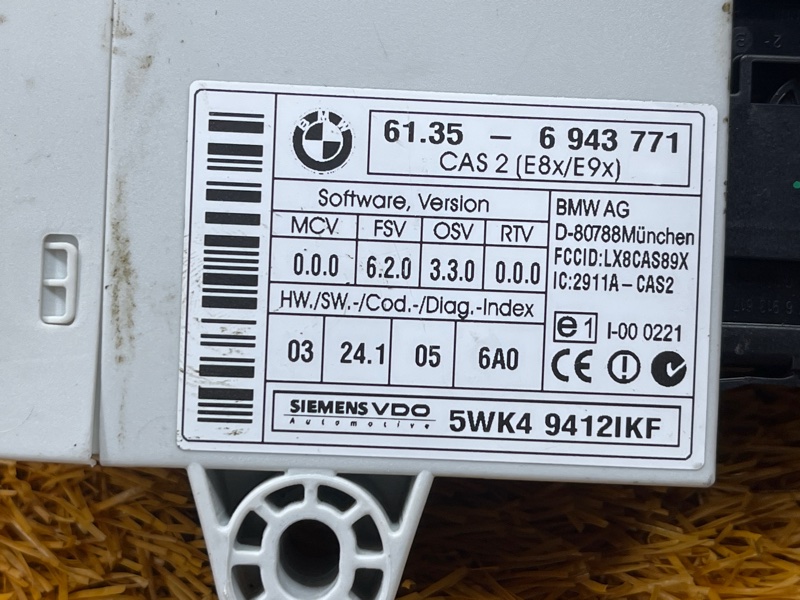 BMW
61.35 – 6 943 771
CAS 2 (E8x/E9x)
Software, Version
MCV. FSV OSV RTV
0.0.0 6.2.0 3.3.0 0.0.0
HW./SW.-/Cod.-/Diag.-Index
03 24.1 05 6A0
BMW AG
D-80788München
FCCID:LX8CAS89X
IC:2911A-CAS2
e1 I-00 0221
CE
SIEMENS VDO
Automotive
5WK4 9412IKF